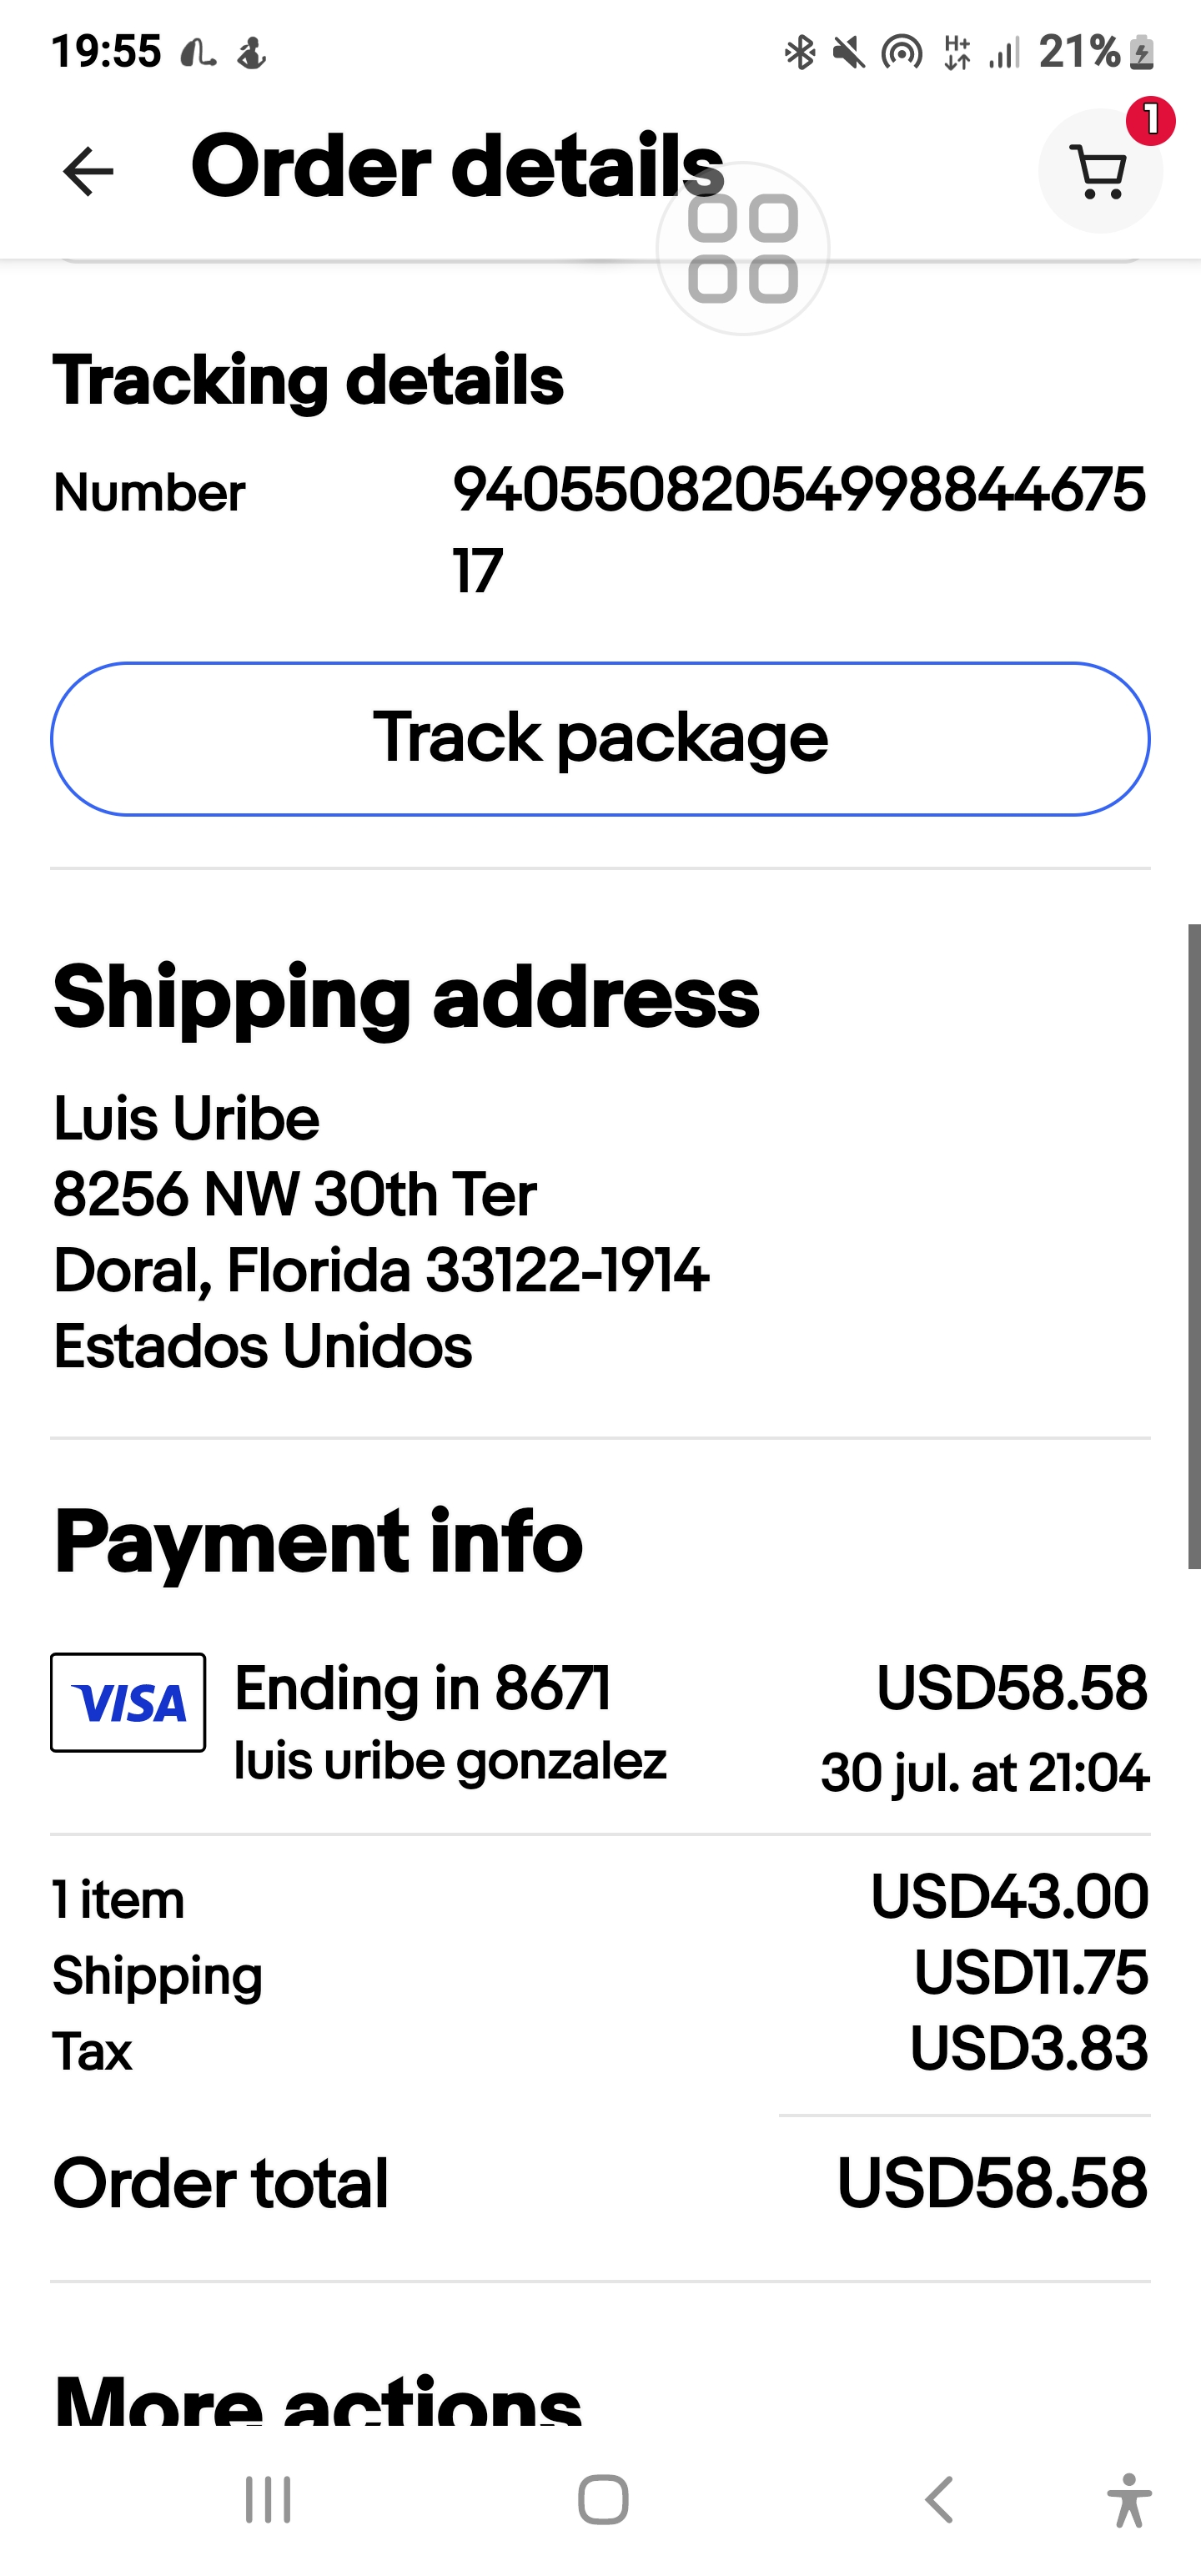 19:55
H+
21%
Order details
1
Tracking details
Number 94055082054998844675
17
Track package
Shipping address
Luis Uribe
8256 NW 30th Ter
Doral, Florida 33122-1914
Estados Unidos
Payment info
VISA Ending in 8671 USD58.58
luis uribe gonzalez 30 jul. at 21:04
1 item USD43.00
Shipping USD11.75
Tax USD3.83
Order total USD58.58
More actions